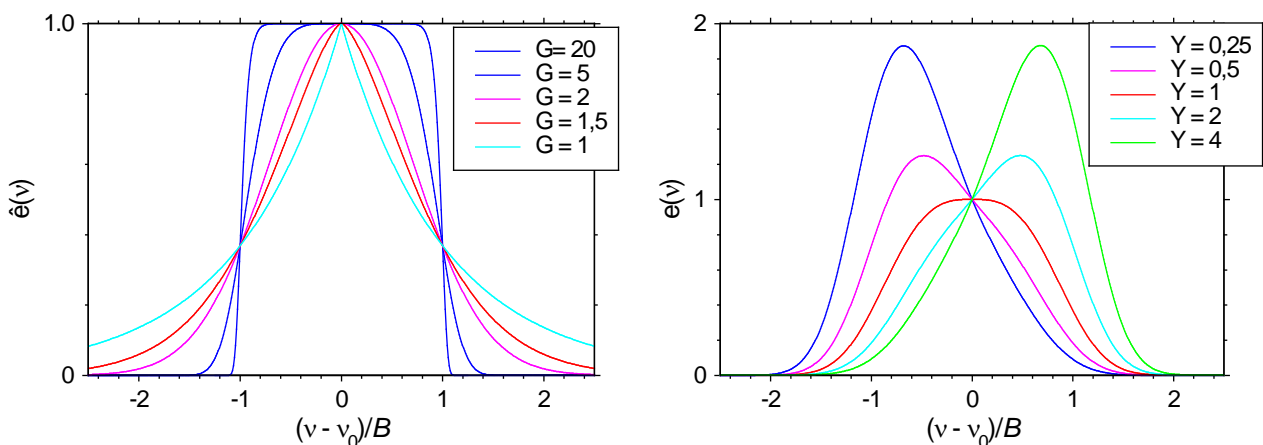 1.0
G= 20
G = 5
G = 2
G = 1,5
G = 1
ê(ν)
0
-2 -1 0 1 2
(ν - ν₀)/B
2
Y = 0,25
Y = 0,5
Y = 1
Y = 2
Y = 4
e(ν)
1
0
-2 -1 0 1 2
(ν - ν₀)/B